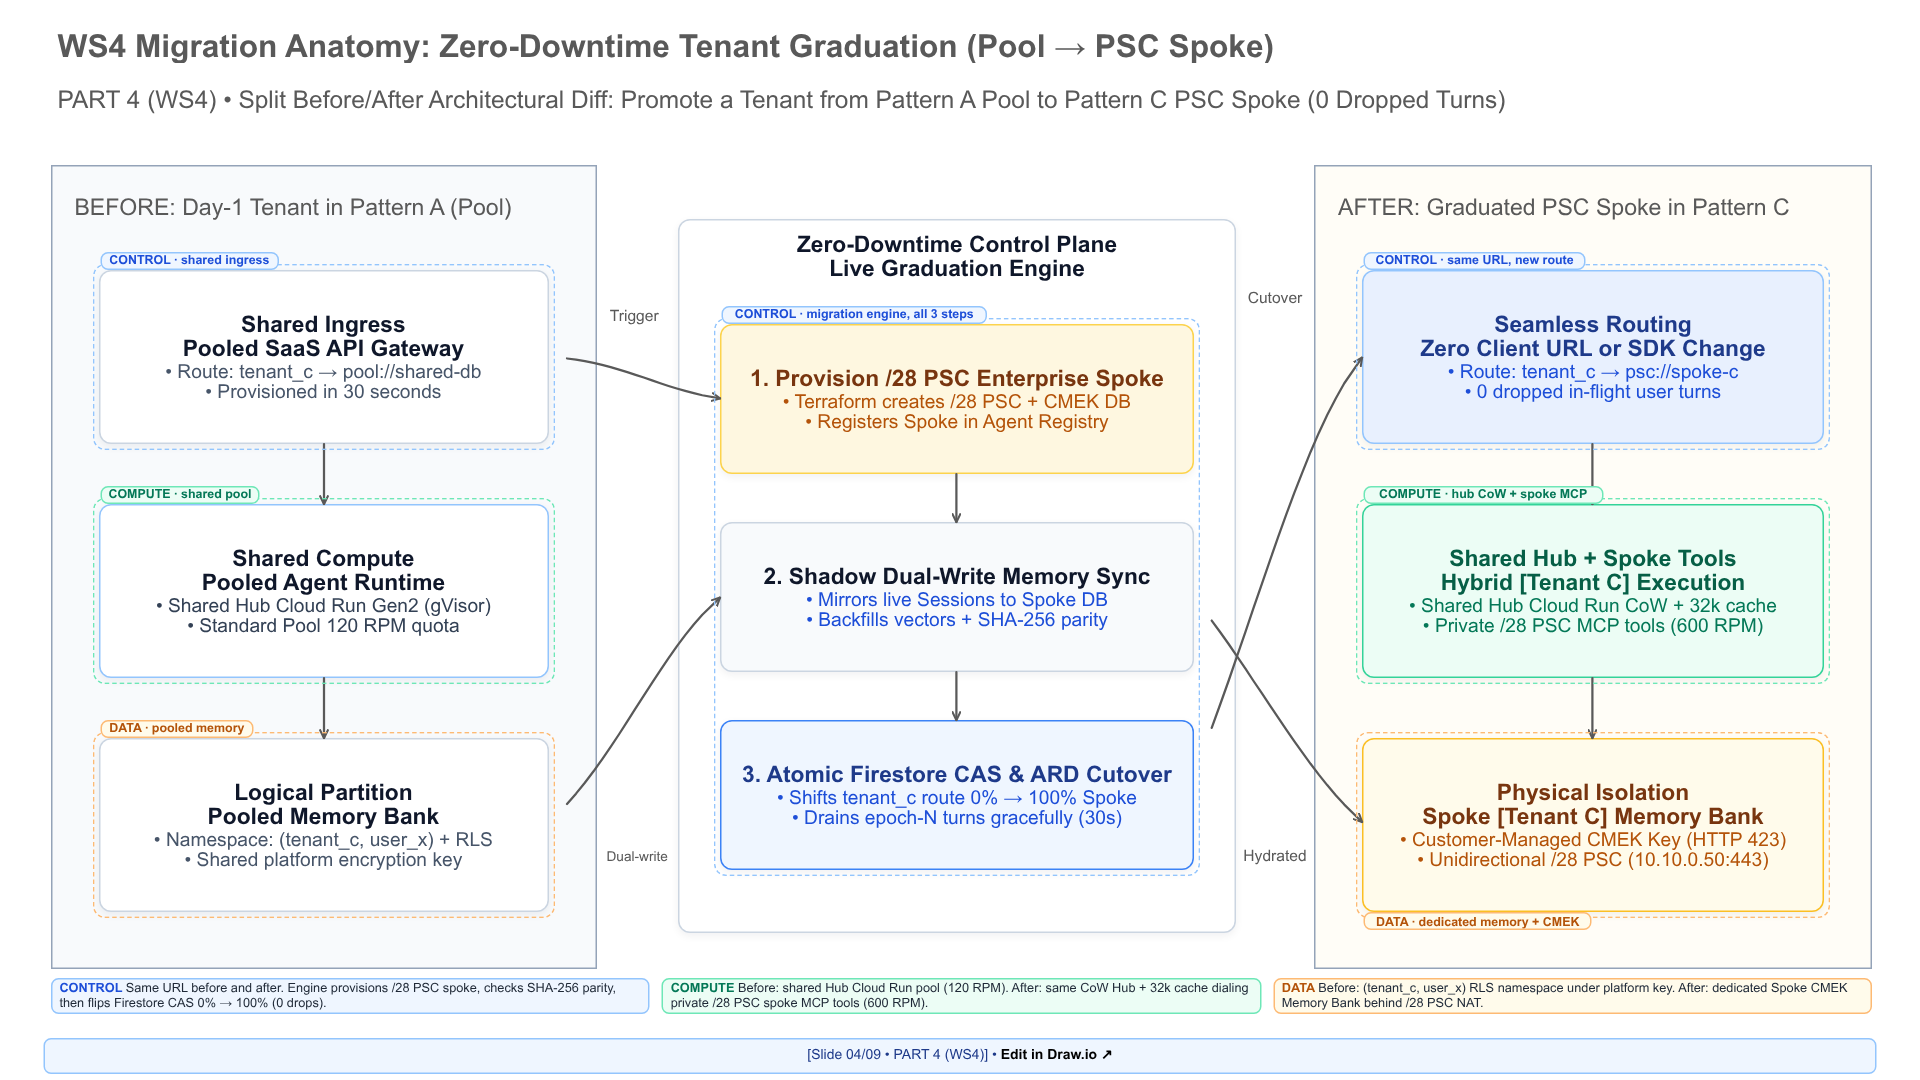 WS4 Migration Anatomy: Zero-Downtime Tenant Graduation (Pool → PSC Spoke)
PART 4 (WS4) • Split Before/After Architectural Diff: Promote a Tenant from Pattern A Pool to Pattern C PSC Spoke (0 Dropped Turns)
BEFORE: Day-1 Tenant in Pattern A (Pool)
CONTROL · shared ingress
Shared Ingress
Pooled SaaS API Gateway
• Route: tenant_c → pool://shared-db
• Provisioned in 30 seconds
COMPUTE · shared pool
Shared Compute
Pooled Agent Runtime
• Shared Hub Cloud Run Gen2 (gVisor)
• Standard Pool 120 RPM quota
DATA · pooled memory
Logical Partition
Pooled Memory Bank
• Namespace: (tenant_c, user_x) + RLS
• Shared platform encryption key
Trigger
Dual-write
Zero-Downtime Control Plane
Live Graduation Engine
CONTROL · migration engine, all 3 steps
1. Provision /28 PSC Enterprise Spoke
• Terraform creates /28 PSC + CMEK DB
• Registers Spoke in Agent Registry
2. Shadow Dual-Write Memory Sync
• Mirrors live Sessions to Spoke DB
• Backfills vectors + SHA-256 parity
3. Atomic Firestore CAS & ARD Cutover
• Shifts tenant_c route 0% → 100% Spoke
• Drains epoch-N turns gracefully (30s)
Cutover
Hydrated
AFTER: Graduated PSC Spoke in Pattern C
CONTROL · same URL, new route
Seamless Routing
Zero Client URL or SDK Change
• Route: tenant_c → psc://spoke-c
• 0 dropped in-flight user turns
COMPUTE · hub CoW + spoke MCP
Shared Hub + Spoke Tools
Hybrid [Tenant C] Execution
• Shared Hub Cloud Run CoW + 32k cache
• Private /28 PSC MCP tools (600 RPM)
Physical Isolation
Spoke [Tenant C] Memory Bank
• Customer-Managed CMEK Key (HTTP 423)
• Unidirectional /28 PSC (10.10.0.50:443)
DATA · dedicated memory + CMEK
CONTROL Same URL before and after. Engine provisions /28 PSC spoke, checks SHA-256 parity,
then flips Firestore CAS 0% → 100% (0 drops).
COMPUTE Before: shared Hub Cloud Run pool (120 RPM). After: same CoW Hub + 32k cache dialing
private /28 PSC spoke MCP tools (600 RPM).
DATA Before: (tenant_c, user_x) RLS namespace under platform key. After: dedicated Spoke CMEK
Memory Bank behind /28 PSC NAT.
[Slide 04/09 • PART 4 (WS4)] • Edit in Draw.io ↗